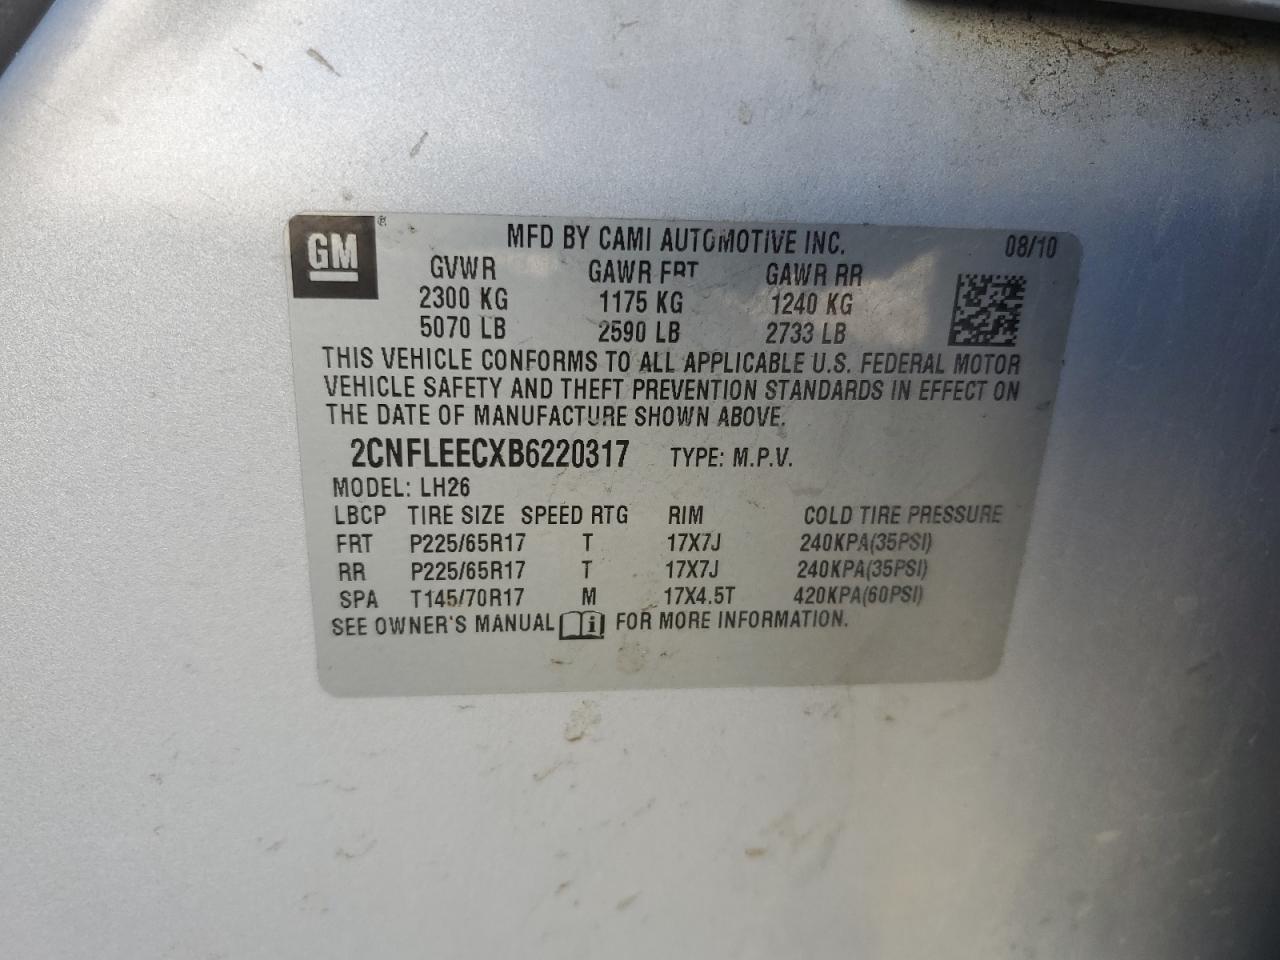 GM ® MFD BY CAMI AUTOMOTIVE INC. 08/10
GVWR GAWR FRT GAWR RR
2300 KG 1175 KG 1240 KG
5070 LB 2590 LB 2733 LB
THIS VEHICLE CONFORMS TO ALL APPLICABLE U.S. FEDERAL MOTOR
VEHICLE SAFETY AND THEFT PREVENTION STANDARDS IN EFFECT ON
THE DATE OF MANUFACTURE SHOWN ABOVE.
2CNFLEECXB6220317 TYPE: M.P.V.
MODEL: LH26
LBCP TIRE SIZE SPEED RTG RIM COLD TIRE PRESSURE
FRT P225/65R17 T 17X7J 240KPA(35PSI)
RR P225/65R17 T 17X7J 240KPA(35PSI)
SPA T145/70R17 M 17X4.5T 420KPA(60PSI)
SEE OWNER'S MANUAL i FOR MORE INFORMATION.